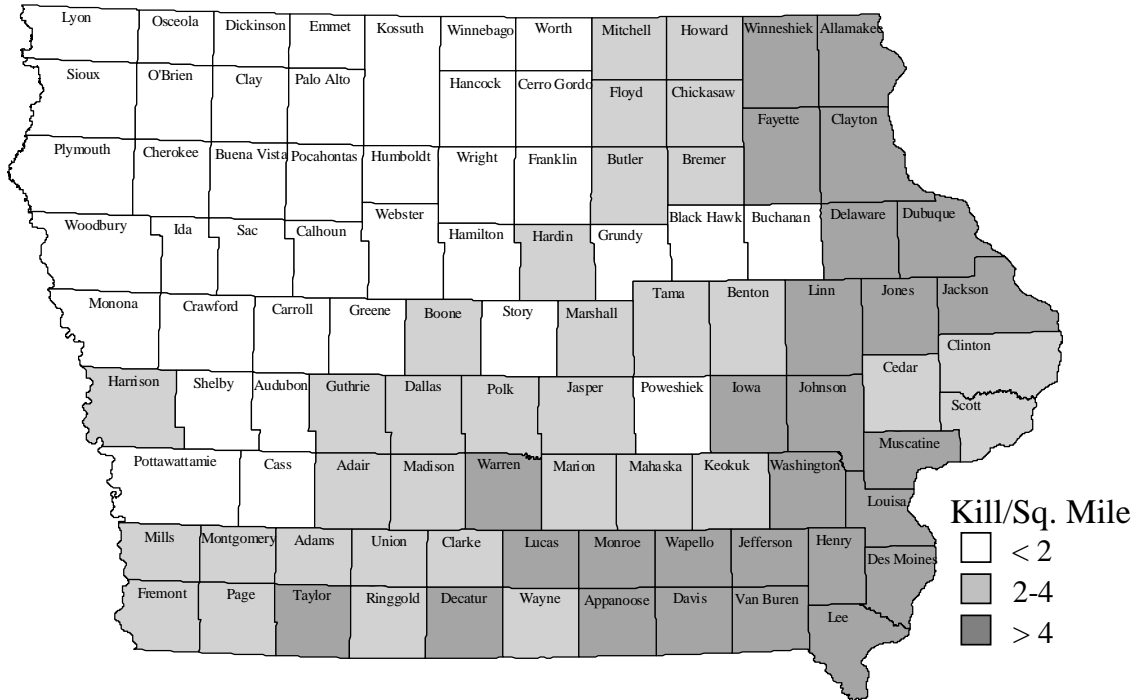 Lyon
Osceola
Dickinson
Emmet
Kossuth
Winnebago
Worth
Mitchell
Howard
Winneshiek
Allamakee
Sioux
O'Brien
Clay
Palo Alto
Hancock
Cerro Gordo
Floyd
Chickasaw
Fayette
Clayton
Plymouth
Cherokee
Buena Vista
Pocahontas
Humboldt
Wright
Franklin
Butler
Bremer
Woodbury
Ida
Sac
Calhoun
Webster
Hamilton
Hardin
Grundy
Black Hawk
Buchanan
Delaware
Dubuque
Monona
Crawford
Carroll
Greene
Boone
Story
Marshall
Tama
Benton
Linn
Jones
Jackson
Clinton
Harrison
Shelby
Audubon
Guthrie
Dallas
Polk
Jasper
Poweshiek
Iowa
Johnson
Cedar
Scott
Muscatine
Pottawattamie
Cass
Adair
Madison
Warren
Marion
Mahaska
Keokuk
Washington
Louisa
Mills
Montgomery
Adams
Union
Clarke
Lucas
Monroe
Wapello
Jefferson
Henry
Des Moines
Fremont
Page
Taylor
Ringgold
Decatur
Wayne
Appanoose
Davis
Van Buren
Lee
Kill/Sq. Mile
< 2
2-4
> 4